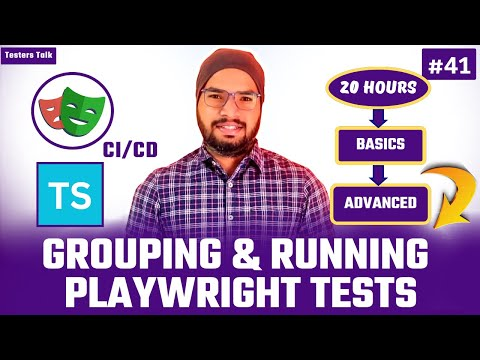 Testers Talk
#41
CI/CD
TS
20 HOURS
BASICS
ADVANCED
GROUPING & RUNNING
PLAYWRIGHT TESTS